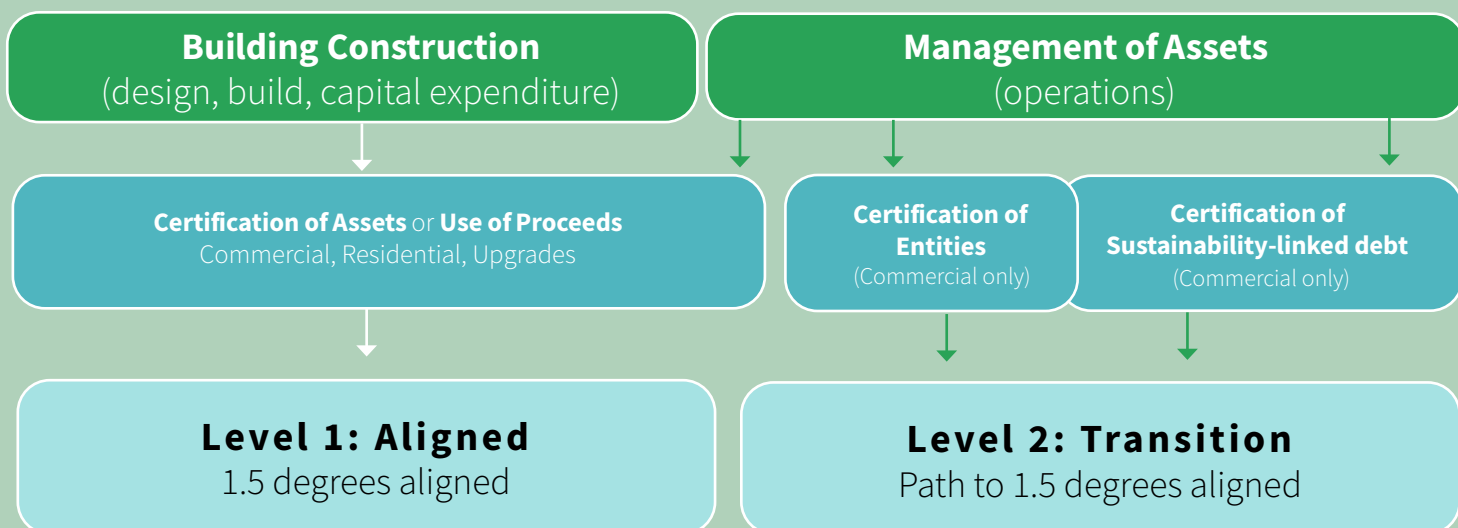 Building Construction
(design, build, capital expenditure)
Management of Assets
(operations)
Certification of Assets or Use of Proceeds
Commercial, Residential, Upgrades
Certification of
Entities
(Commercial only)
Certification of
Sustainability-linked debt
(Commercial only)
Level 1: Aligned
1.5 degrees aligned
Level 2: Transition
Path to 1.5 degrees aligned